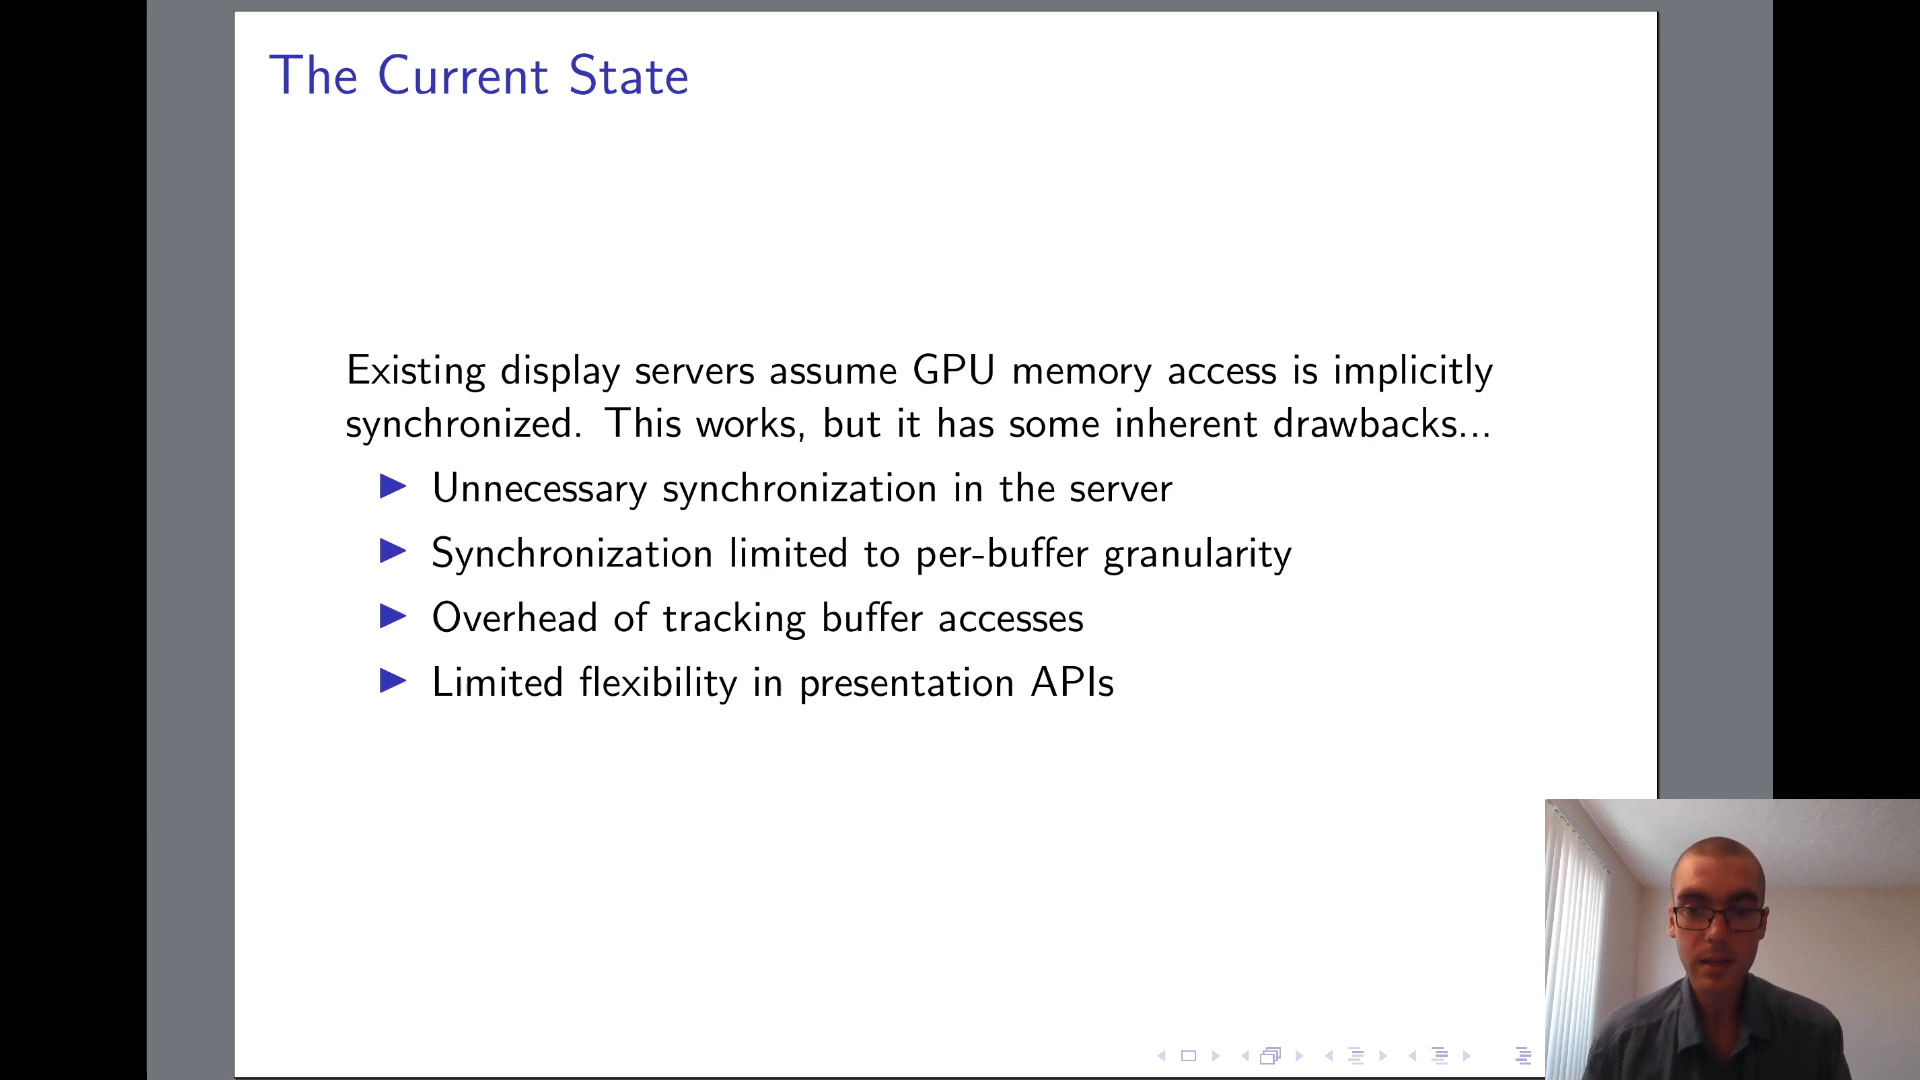 The Current State
Existing display servers assume GPU memory access is implicitly
synchronized. This works, but it has some inherent drawbacks...
Unnecessary synchronization in the server
Synchronization limited to per-buffer granularity
Overhead of tracking buffer accesses
Limited flexibility in presentation APIs